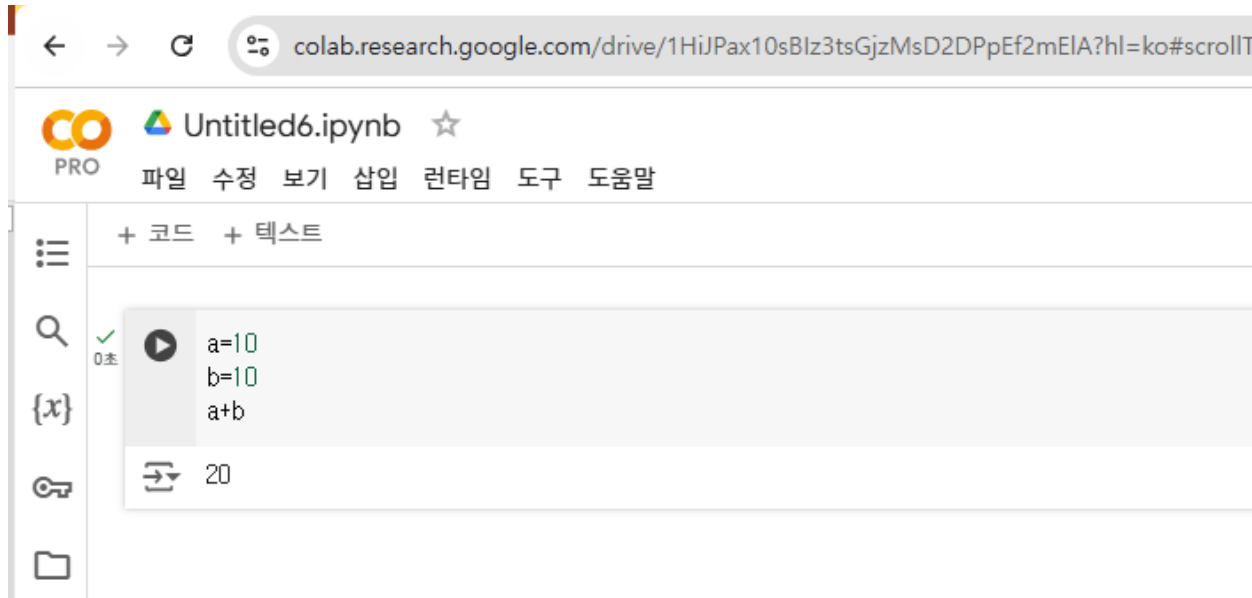 colab.research.google.com/drive/1HiJPax10sBIz3tsGjzMsD2DPpEf2mElA?hl=ko#scrollT
CO
PRO
Untitled6.ipynb
파일 수정 보기 삽입 런타임 도구 도움말
+ 코드 + 텍스트
0초
a=10
b=10
a+b
{x}
20